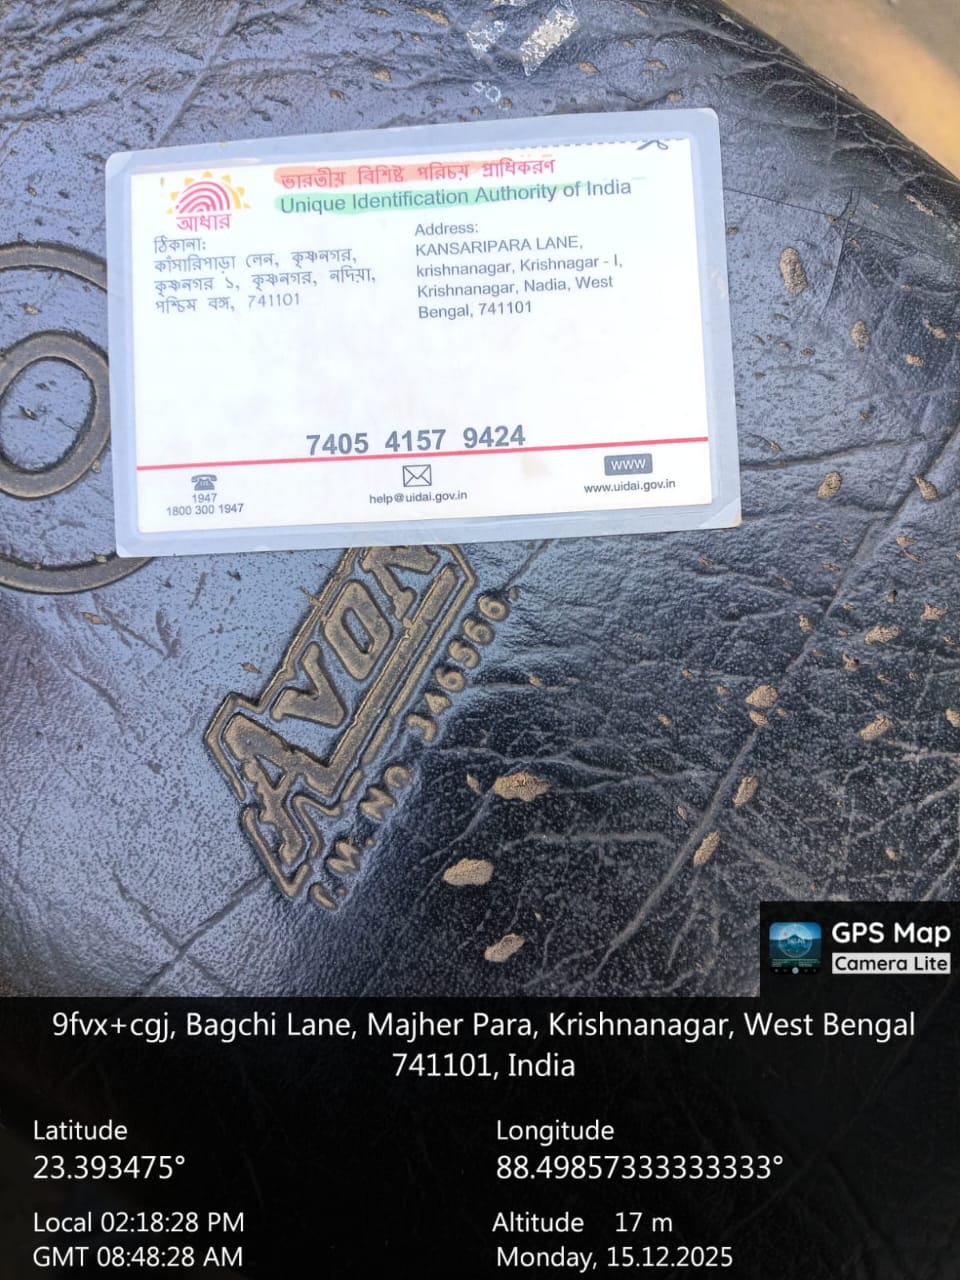 ভারতীয় বিশিষ্ট পরিচয় প্রাধিকরণ
Unique Identification Authority of India
আধার
ঠিকানা:
কাঁসারিপাড়া লেন, কৃষ্ণনগর,
কৃষ্ণনগর ১, কৃষ্ণনগর, নদিয়া,
পশ্চিম বঙ্গ, 741101
Address:
KANSARIPARA LANE,
krishnanagar, Krishnagar - I,
Krishnanagar, Nadia, West
Bengal, 741101
7405 4157 9424
1947
1800 300 1947
help@uidai.gov.in
WWW
www.uidai.gov.in
AVON
T.M. NO 346566
GPS Map
Camera Lite
9fvx+cgj, Bagchi Lane, Majher Para, Krishnanagar, West Bengal
741101, India
Latitude
23.393475°
Longitude
88.49857333333333°
Local 02:18:28 PM
GMT 08:48:28 AM
Altitude 17 m
Monday, 15.12.2025